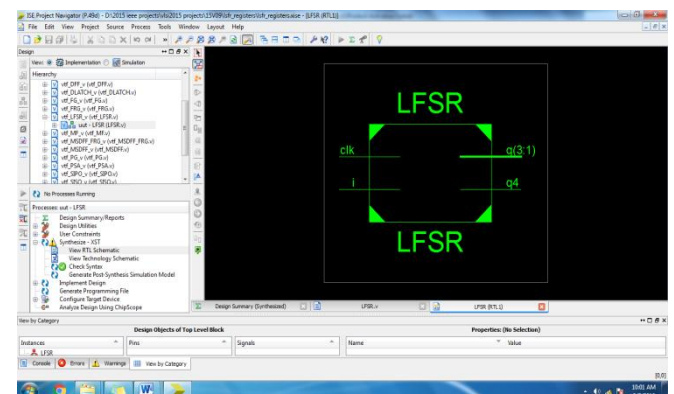 ISE Project Navigator (P.49d) - D:\2015 ieee projects\vlsi2015 projects\15V09\lsfr_registers\lsfr_registers.xise - [LFSR (RTL1)]
File Edit View Project Source Process Tools Window Layout Help
Design
View: Implementation Simulation
Hierarchy
vtf_DFF_v (vtf_DFF.v)
vtf_DLATCH_v (vtf_DLATCH.v)
vtf_FG_v (vtf_FG.v)
vtf_FRG_v (vtf_FRG.v)
vtf_LFSR_v (vtf_LFSR.v)
uut - LFSR (LFSR.v)
vtf_MF_v (vtf_MF.v)
vtf_MSDFF_FRG_v (vtf_MSDFF_FRG.v)
vtf_MSDFF_v (vtf_MSDFF.v)
vtf_PG_v (vtf_PG.v)
vtf_PSA_v (vtf_PSA.v)
vtf_SIPO_v (vtf_SIPO.v)
vtf_SISO_v (vtf_SISO.v)
No Processes Running
Processes: uut - LFSR
Design Summary/Reports
Design Utilities
User Constraints
Synthesize - XST
View RTL Schematic
View Technology Schematic
Check Syntax
Generate Post-Synthesis Simulation Model
Implement Design
Generate Programming File
Configure Target Device
Analyze Design Using ChipScope
LFSR
clk
q(3:1)
i
q4
LFSR
Design Summary (Synthesized)
LFSR.v
LFSR (RTL1)
View by Category
Design Objects of Top Level Block
Properties: (No Selection)
Instances
Pins
Signals
Name
Value
LFSR
Console Errors Warnings View by Category
[0,0]
10:01 AM